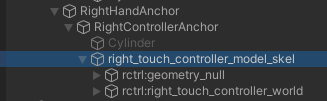 RightHandAnchor
RightControllerAnchor
Cylinder
right_touch_controller_model_skel
rctrl:geometry_null
rctrl:right_touch_controller_world